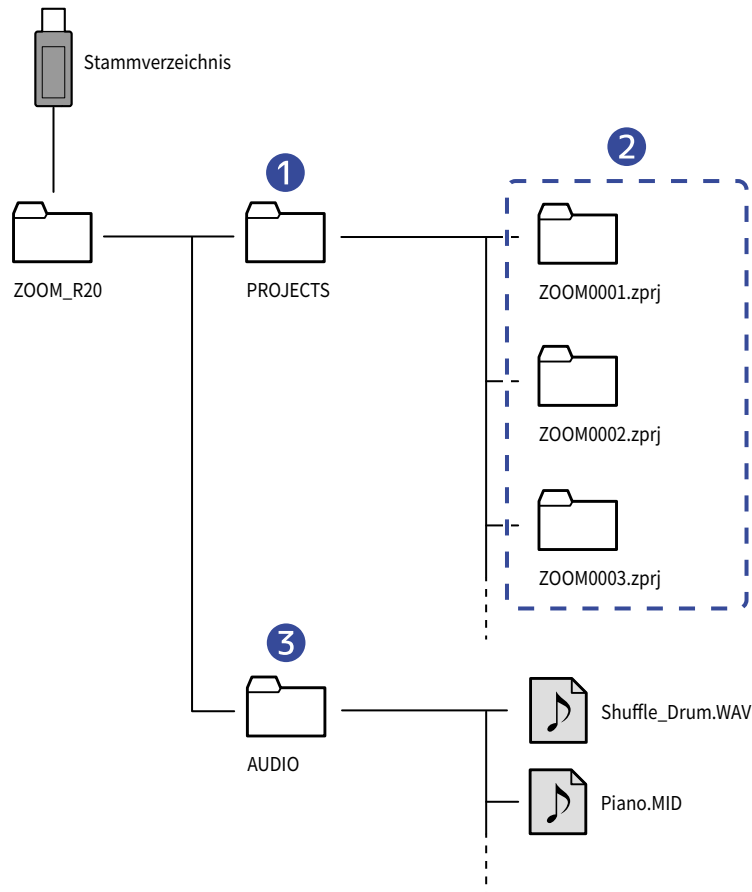 Stammverzeichnis
2
1
ZOOM_R20
PROJECTS
ZOOM0001.zprj
ZOOM0002.zprj
ZOOM0003.zprj
3
AUDIO
Shuffle_Drum.WAV
Piano.MID